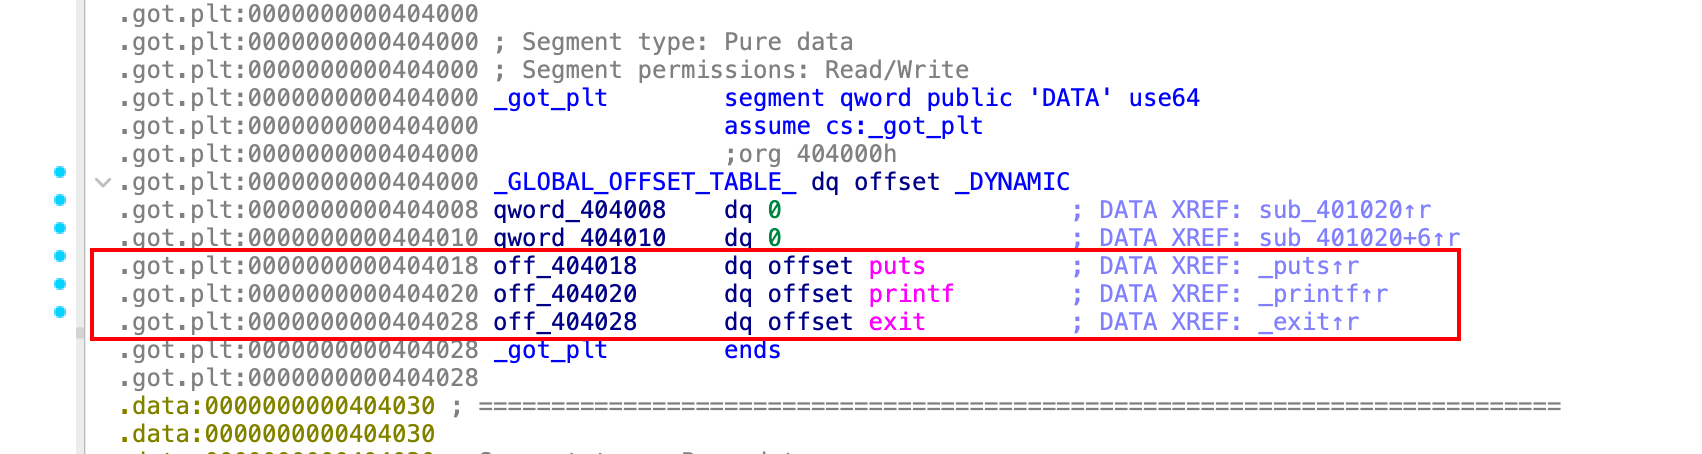 .got.plt:0000000000404000
.got.plt:0000000000404000 ; Segment type: Pure data
.got.plt:0000000000404000 ; Segment permissions: Read/Write
.got.plt:0000000000404000 _got_plt segment qword public 'DATA' use64
.got.plt:0000000000404000 assume cs:_got_plt
.got.plt:0000000000404000 ;org 404000h
.got.plt:0000000000404000 _GLOBAL_OFFSET_TABLE_ dq offset _DYNAMIC
.got.plt:0000000000404008 qword_404008 dq 0 ; DATA XREF: sub_401020↑r
.got.plt:0000000000404010 qword_404010 dq 0 ; DATA XREF: sub_401020+6↑r
.got.plt:0000000000404018 off_404018 dq offset puts ; DATA XREF: _puts↑r
.got.plt:0000000000404020 off_404020 dq offset printf ; DATA XREF: _printf↑r
.got.plt:0000000000404028 off_404028 dq offset exit ; DATA XREF: _exit↑r
.got.plt:0000000000404028 _got_plt ends
.got.plt:0000000000404028
.data:0000000000404030 ; ===========================================================================
.data:0000000000404030